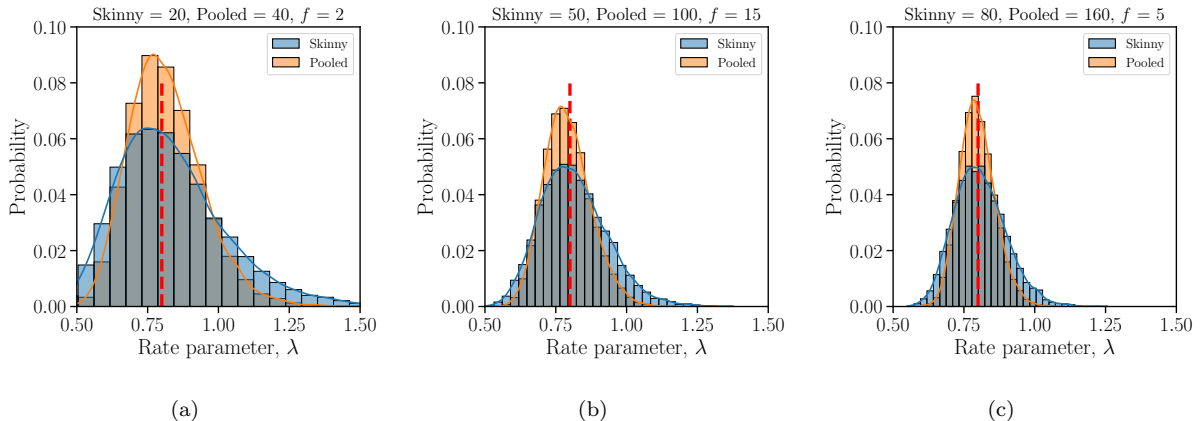 Skinny = 20, Pooled = 40, f = 2
0.10
0.08
0.06
0.04
0.02
0.00
Probability
Skinny
Pooled
0.50 0.75 1.00 1.25 1.50
Rate parameter, λ
(a)
Skinny = 50, Pooled = 100, f = 15
0.10
0.08
0.06
0.04
0.02
0.00
Probability
Skinny
Pooled
0.50 0.75 1.00 1.25 1.50
Rate parameter, λ
(b)
Skinny = 80, Pooled = 160, f = 5
0.10
0.08
0.06
0.04
0.02
0.00
Probability
Skinny
Pooled
0.50 0.75 1.00 1.25 1.50
Rate parameter, λ
(c)